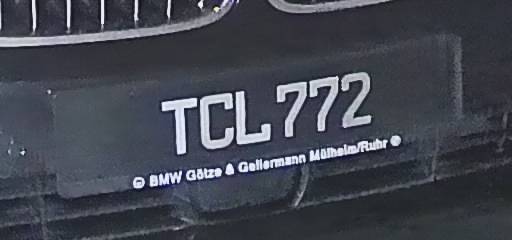 TCL 772
© BMW Götze & Gellermann Mülheim/Ruhr ©